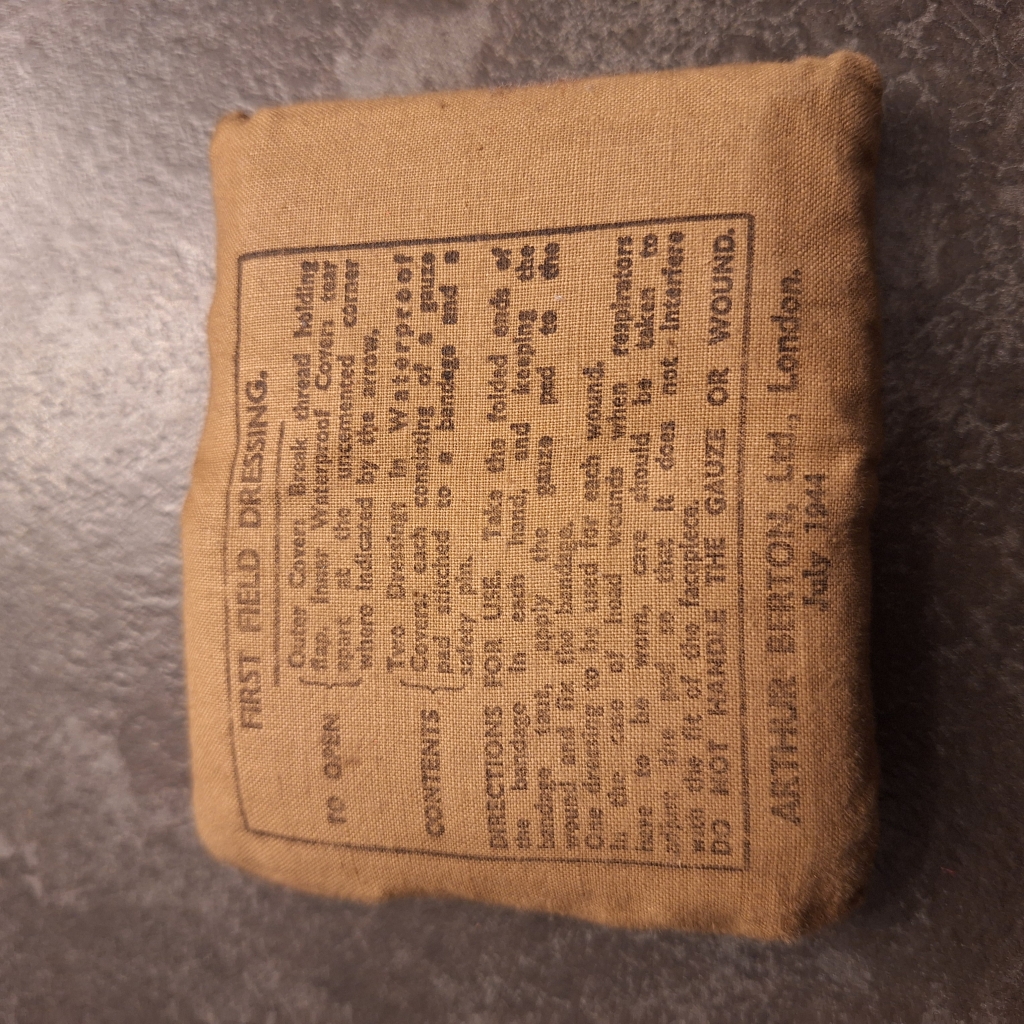 FIRST FIELD DRESSING.
TO OPEN
Outer Cover: Break thread holding
flap. Inner Waterproof Cover: tear
apart at the uncemented corner
where indicated by the arrow.
CONTENTS
Two Dressings in Waterproof
Covers; each consisting of a gauze
pad stitched to a bandage and a
safety pin.
DIRECTIONS FOR USE. Take the folded ends of
the bandage in each hand, and keeping the
bandage taut, apply the gauze pad to the
wound and fix the bandage.
One dressing to be used for each wound.
In the case of head wounds when respirators
have to be worn, care should be taken to
adjust the pad so that it does not interfere
with the fit of the facepiece.
DO NOT HANDLE THE GAUZE OR WOUND.
ARTHUR BERTON, Ltd., London.
July 1944